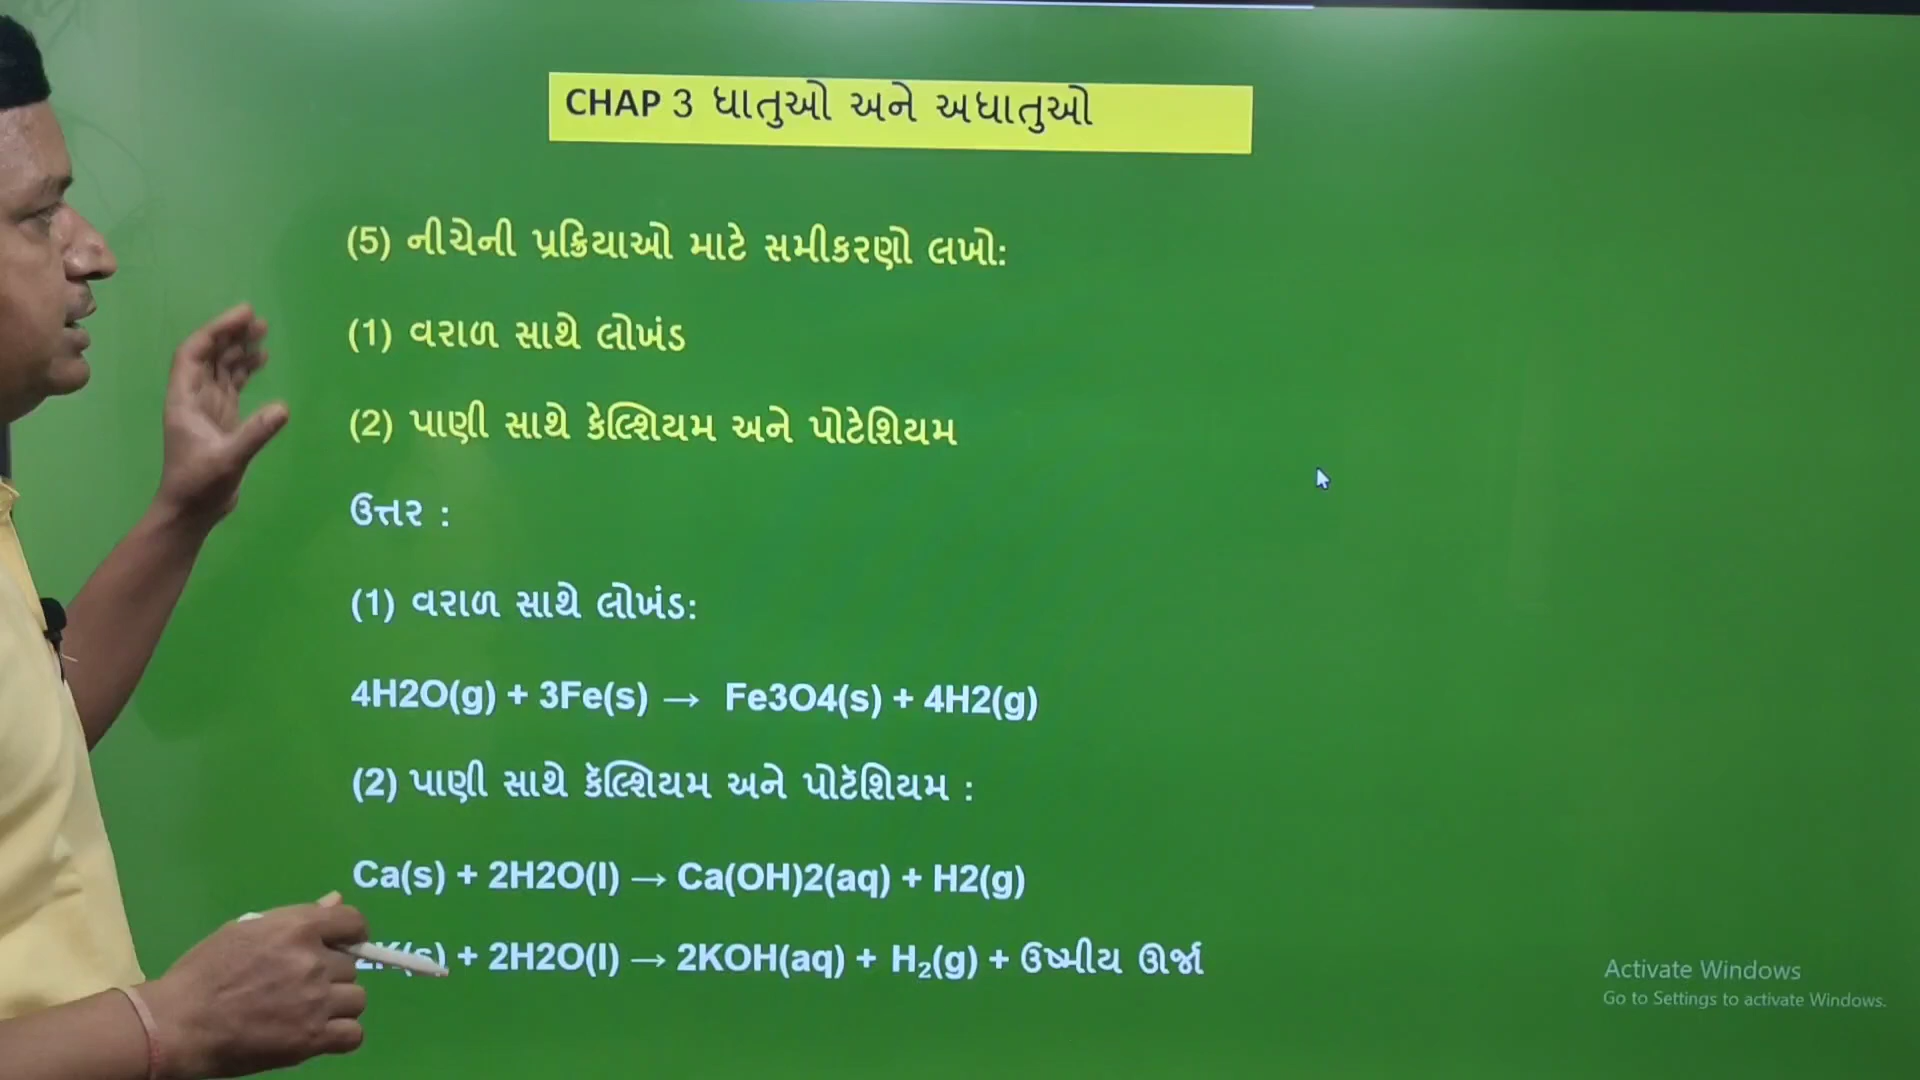 CHAP 3 ધાતુઓ અને અધાતુઓ
(5) નીચેની પ્રક્રિયાઓ માટે સમીકરણો લખો:
(1) વરાળ સાથે લોખંડ
(2) પાણી સાથે કેલ્શિયમ અને પોટેશિયમ
ઉત્તર :
(1) વરાળ સાથે લોખંડ:
4H2O(g) + 3Fe(s) → Fe3O4(s) + 4H2(g)
(2) પાણી સાથે કૅલ્શિયમ અને પોટૅશિયમ :
Ca(s) + 2H2O(l) → Ca(OH)2(aq) + H2(g)
2K(s) + 2H2O(l) → 2KOH(aq) + H₂(g) + ઉષ્મીય ઊર્જા
Activate Windows
Go to Settings to activate Windows.